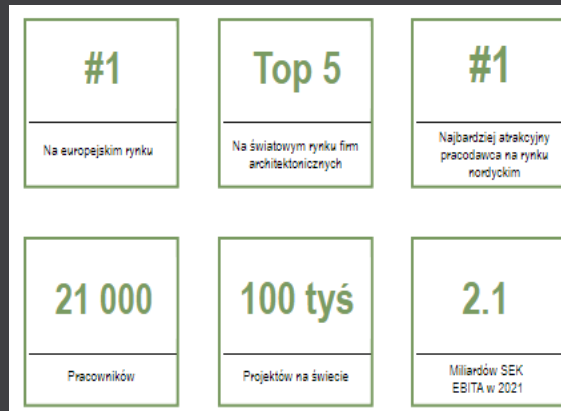 #1
Na europejskim rynku
Top 5
Na światowym rynku firm
architektonicznych
#1
Najbardziej atrakcyjny
pracodawca na rynku
nordyckim
21 000
Pracowników
100 tyś
Projektów na świecie
2.1
Miliardów SEK
EBITA w 2021